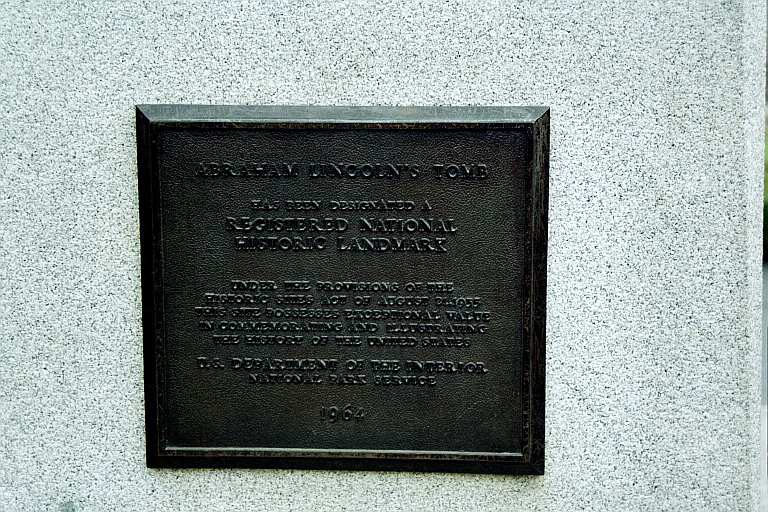 ABRAHAM LINCOLN'S TOMB
HAS BEEN DESIGNATED A
REGISTERED NATIONAL
HISTORIC LANDMARK
UNDER THE PROVISIONS OF THE
HISTORIC SITES ACT OF AUGUST 21, 1935
THIS SITE POSSESSES EXCEPTIONAL VALUE
IN COMMEMORATING AND ILLUSTRATING
THE HISTORY OF THE UNITED STATES
U.S. DEPARTMENT OF THE INTERIOR
NATIONAL PARK SERVICE
1964